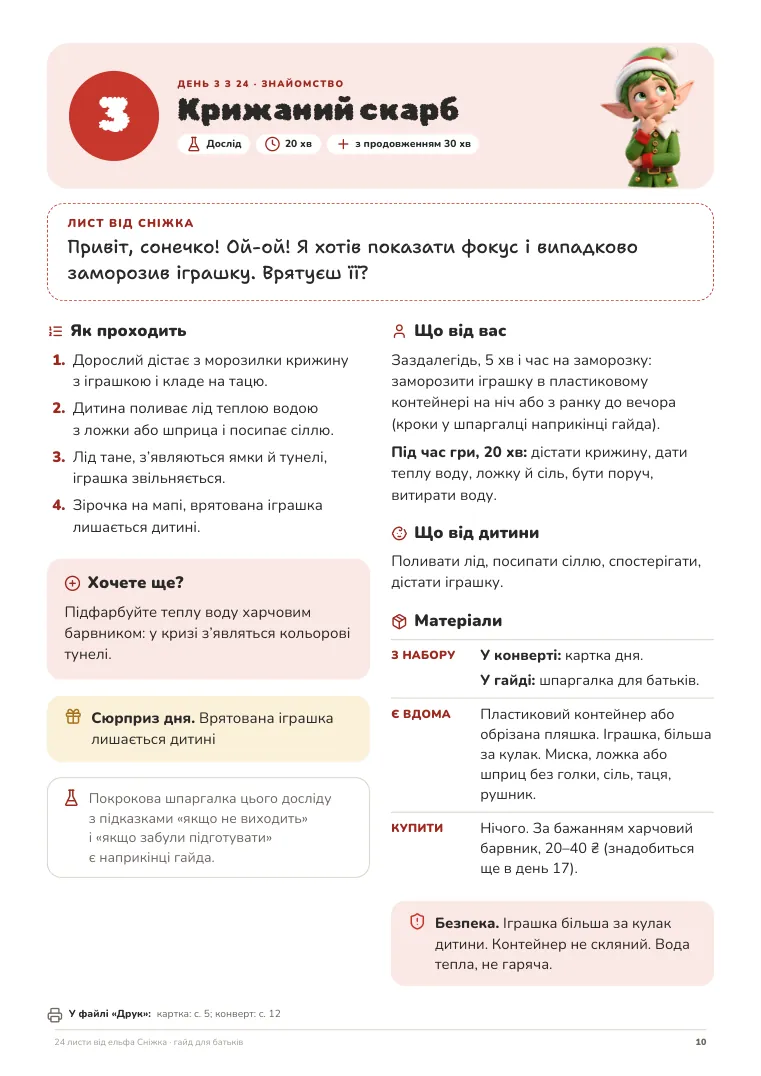 3
ДЕНЬ 3 З 24 · ЗНАЙОМСТВО
Крижаний скарб
Дослід
20 хв
з продовженням 30 хв
ЛИСТ ВІД СНІЖКА
Привіт, сонечко! Ой-ой! Я хотів показати фокус і випадково
заморозив іграшку. Врятуєш її?
Як проходить
1. Дорослий дістає з морозилки крижину
з іграшкою і кладе на тацю.
2. Дитина поливає лід теплою водою
з ложки або шприца і посипає сіллю.
3. Лід тане, з’являються ямки й тунелі,
іграшка звільняється.
4. Зірочка на мапі, врятована іграшка
лишається дитині.
Хочете ще?
Підфарбуйте теплу воду харчовим
барвником: у кризі з’являться кольорові
тунелі.
Сюрприз дня. Врятована іграшка
лишається дитині
Покрокова шпаргалка цього досліду
з підказками «якщо не виходить»
і «якщо забули підготувати»
є наприкінці гайда.
Що від вас
Заздалегідь, 5 хв і час на заморозку:
заморозити іграшку в пластиковому
контейнері на ніч або з ранку до вечора
(кроки у шпаргалці наприкінці гайда).
Під час гри, 20 хв: дістати крижину, дати
теплу воду, ложку й сіль, бути поруч,
витирати воду.
Що від дитини
Поливати лід, посипати сіллю, спостерігати,
дістати іграшку.
Матеріали
З НАБОРУ
У конверті: картка дня.
У гайді: шпаргалка для батьків.
Є ВДОМА
Пластиковий контейнер або
обрізана пляшка. Іграшка, більша
за кулак. Миска, ложка або
шприц без голки, сіль, таця,
рушник.
КУПИТИ
Нічого. За бажанням харчовий
барвник, 20–40 ₴ (знадобиться
ще в день 17).
Безпека. Іграшка більша за кулак
дитини. Контейнер не скляний. Вода
тепла, не гаряча.
У файлі «Друк»: картка: с. 5; конверт: с. 12
24 листи від ельфа Сніжка · гайд для батьків
10